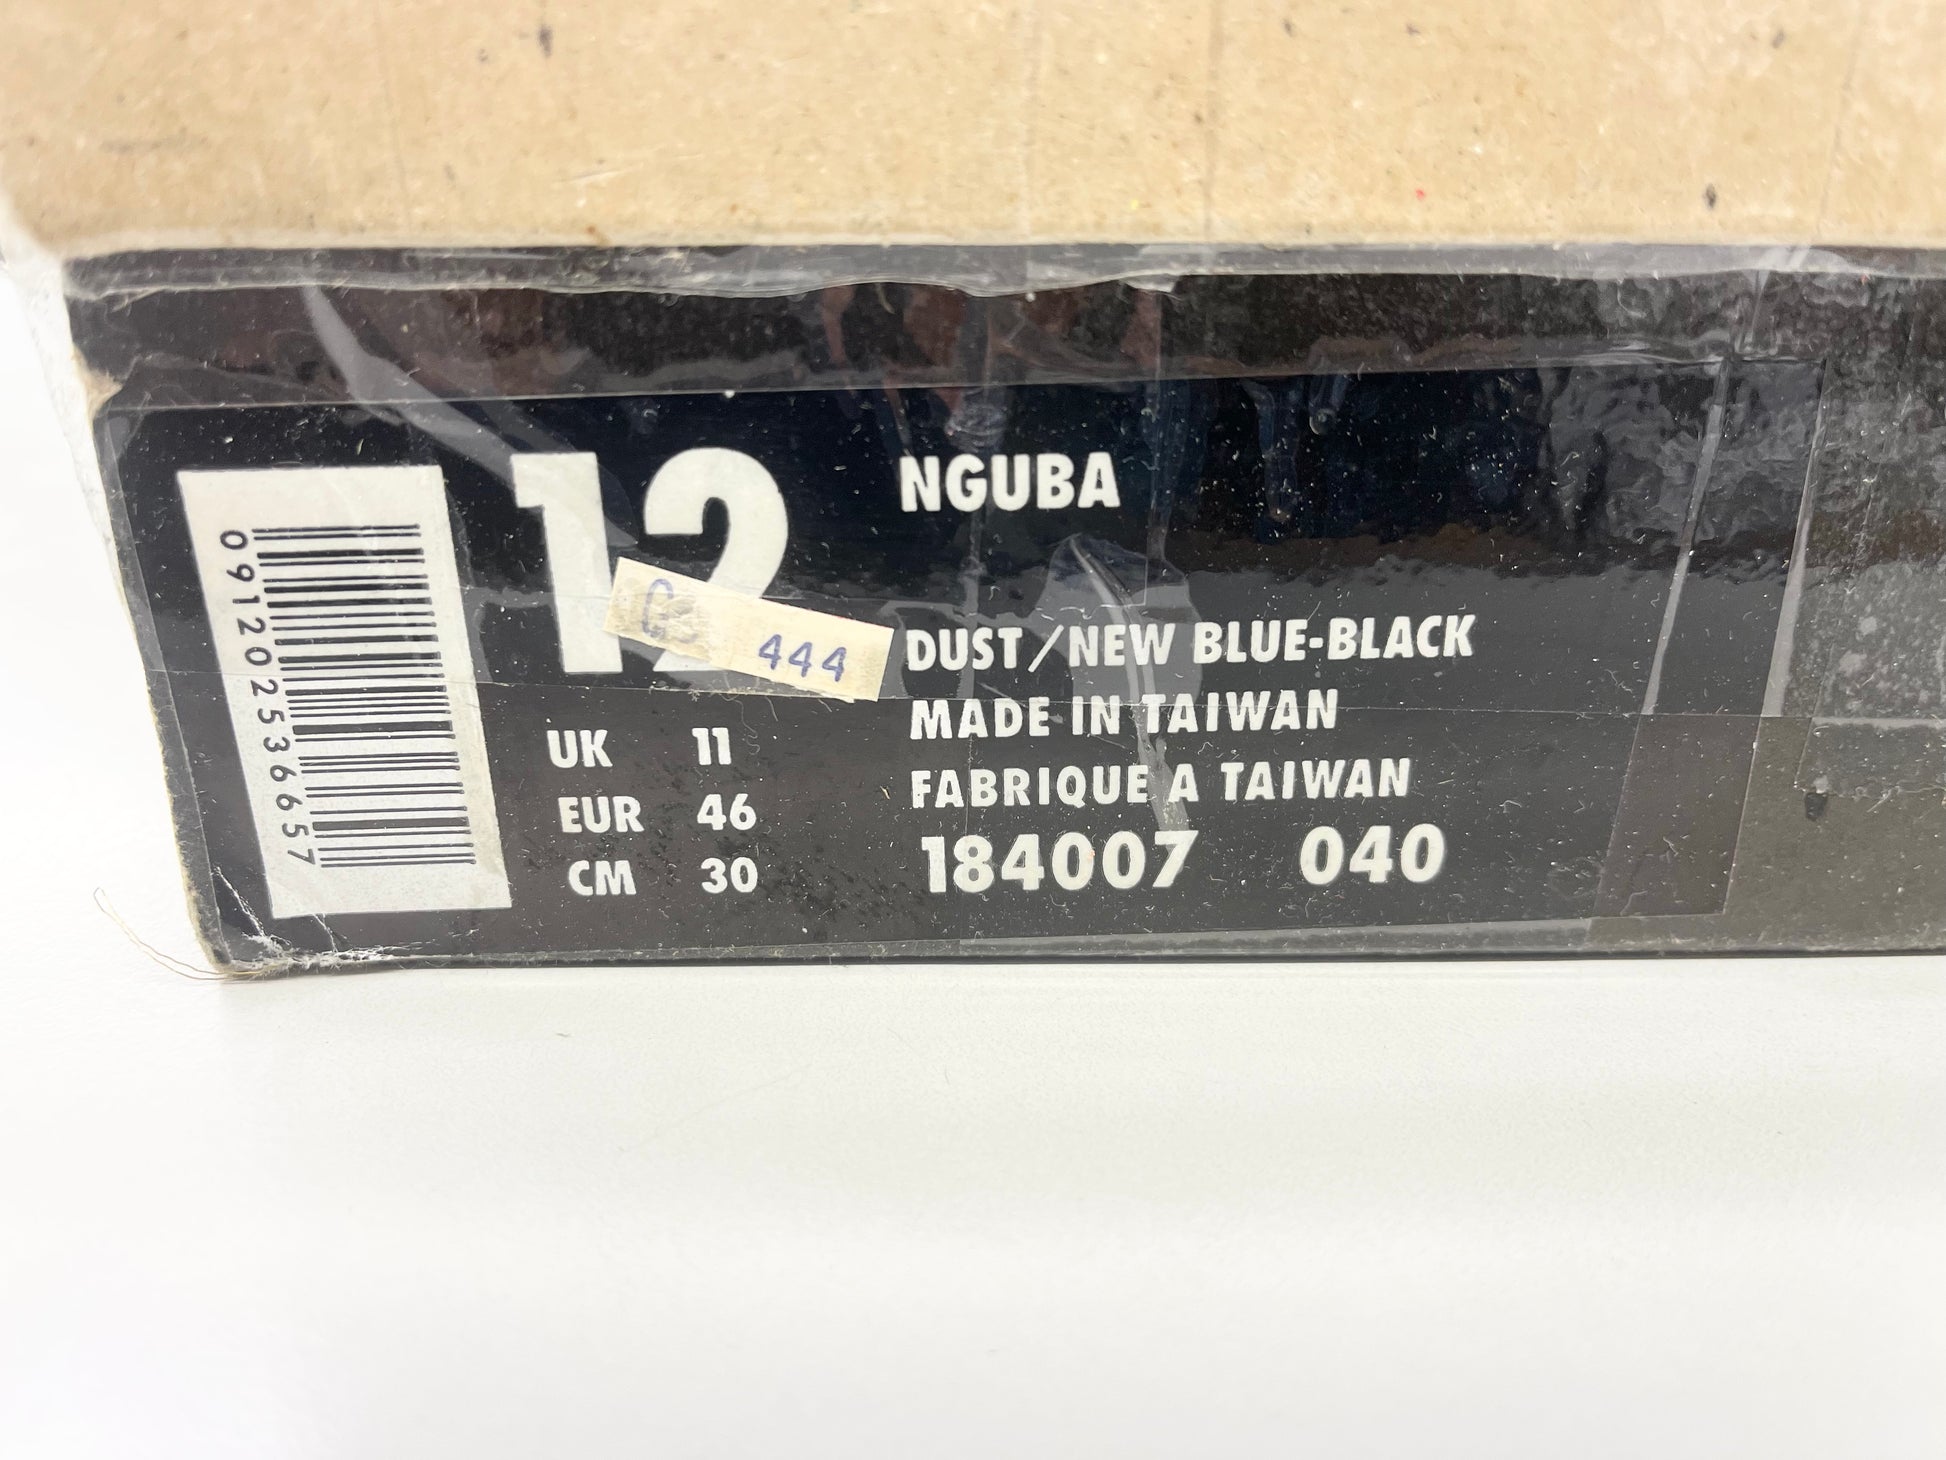 12
NGUBA
091202536657
444
DUST/NEW BLUE-BLACK
MADE IN TAIWAN
FABRIQUE A TAIWAN
184007 040
UK 11
EUR 46
CM 30